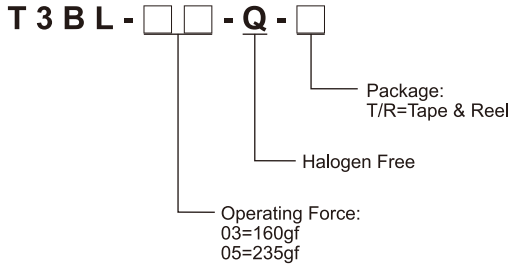 T3BL-□□-Q-□
Package:
T/R=Tape & Reel
Halogen Free
Operating Force:
03=160gf
05=235gf